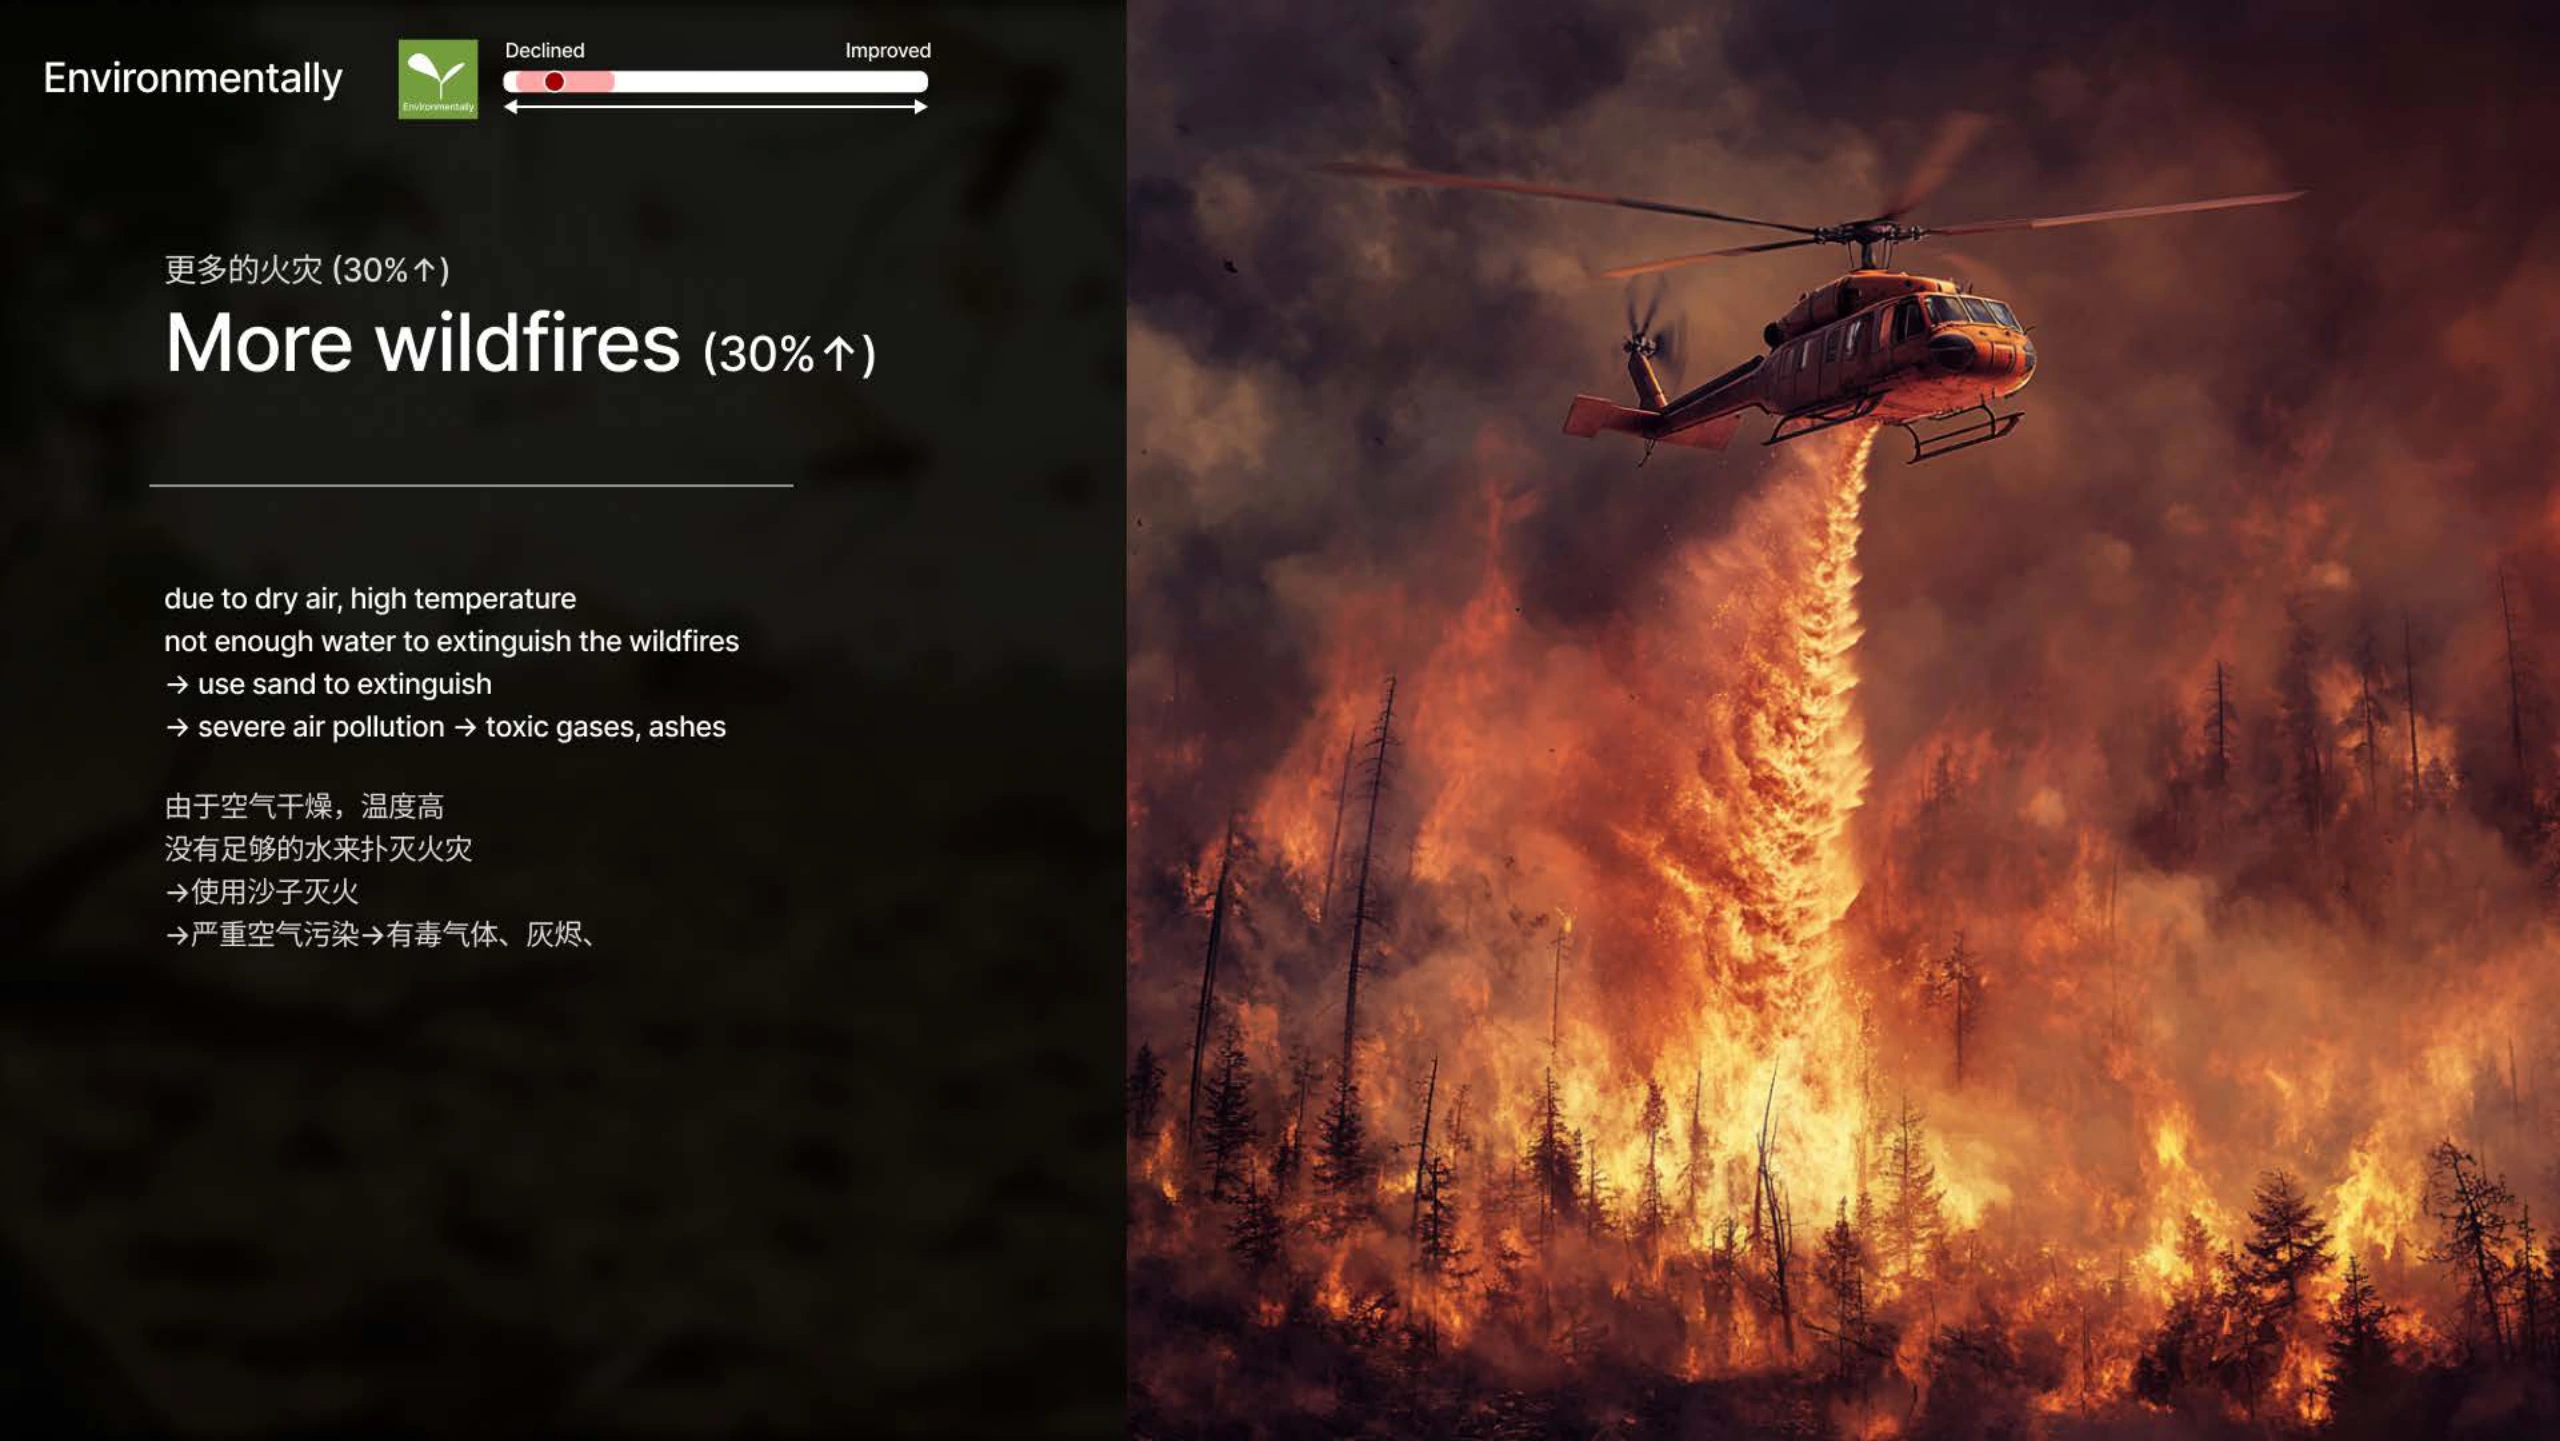 Environmentally
Environmentally
Declined
Improved
更多的火灾 (30%↑)
More wildfires (30%↑)
due to dry air, high temperature
not enough water to extinguish the wildfires
→ use sand to extinguish
→ severe air pollution → toxic gases, ashes
由于空气干燥，温度高
没有足够的水来扑灭火灾
→使用沙子灭火
→严重空气污染→有毒气体、灰烬、